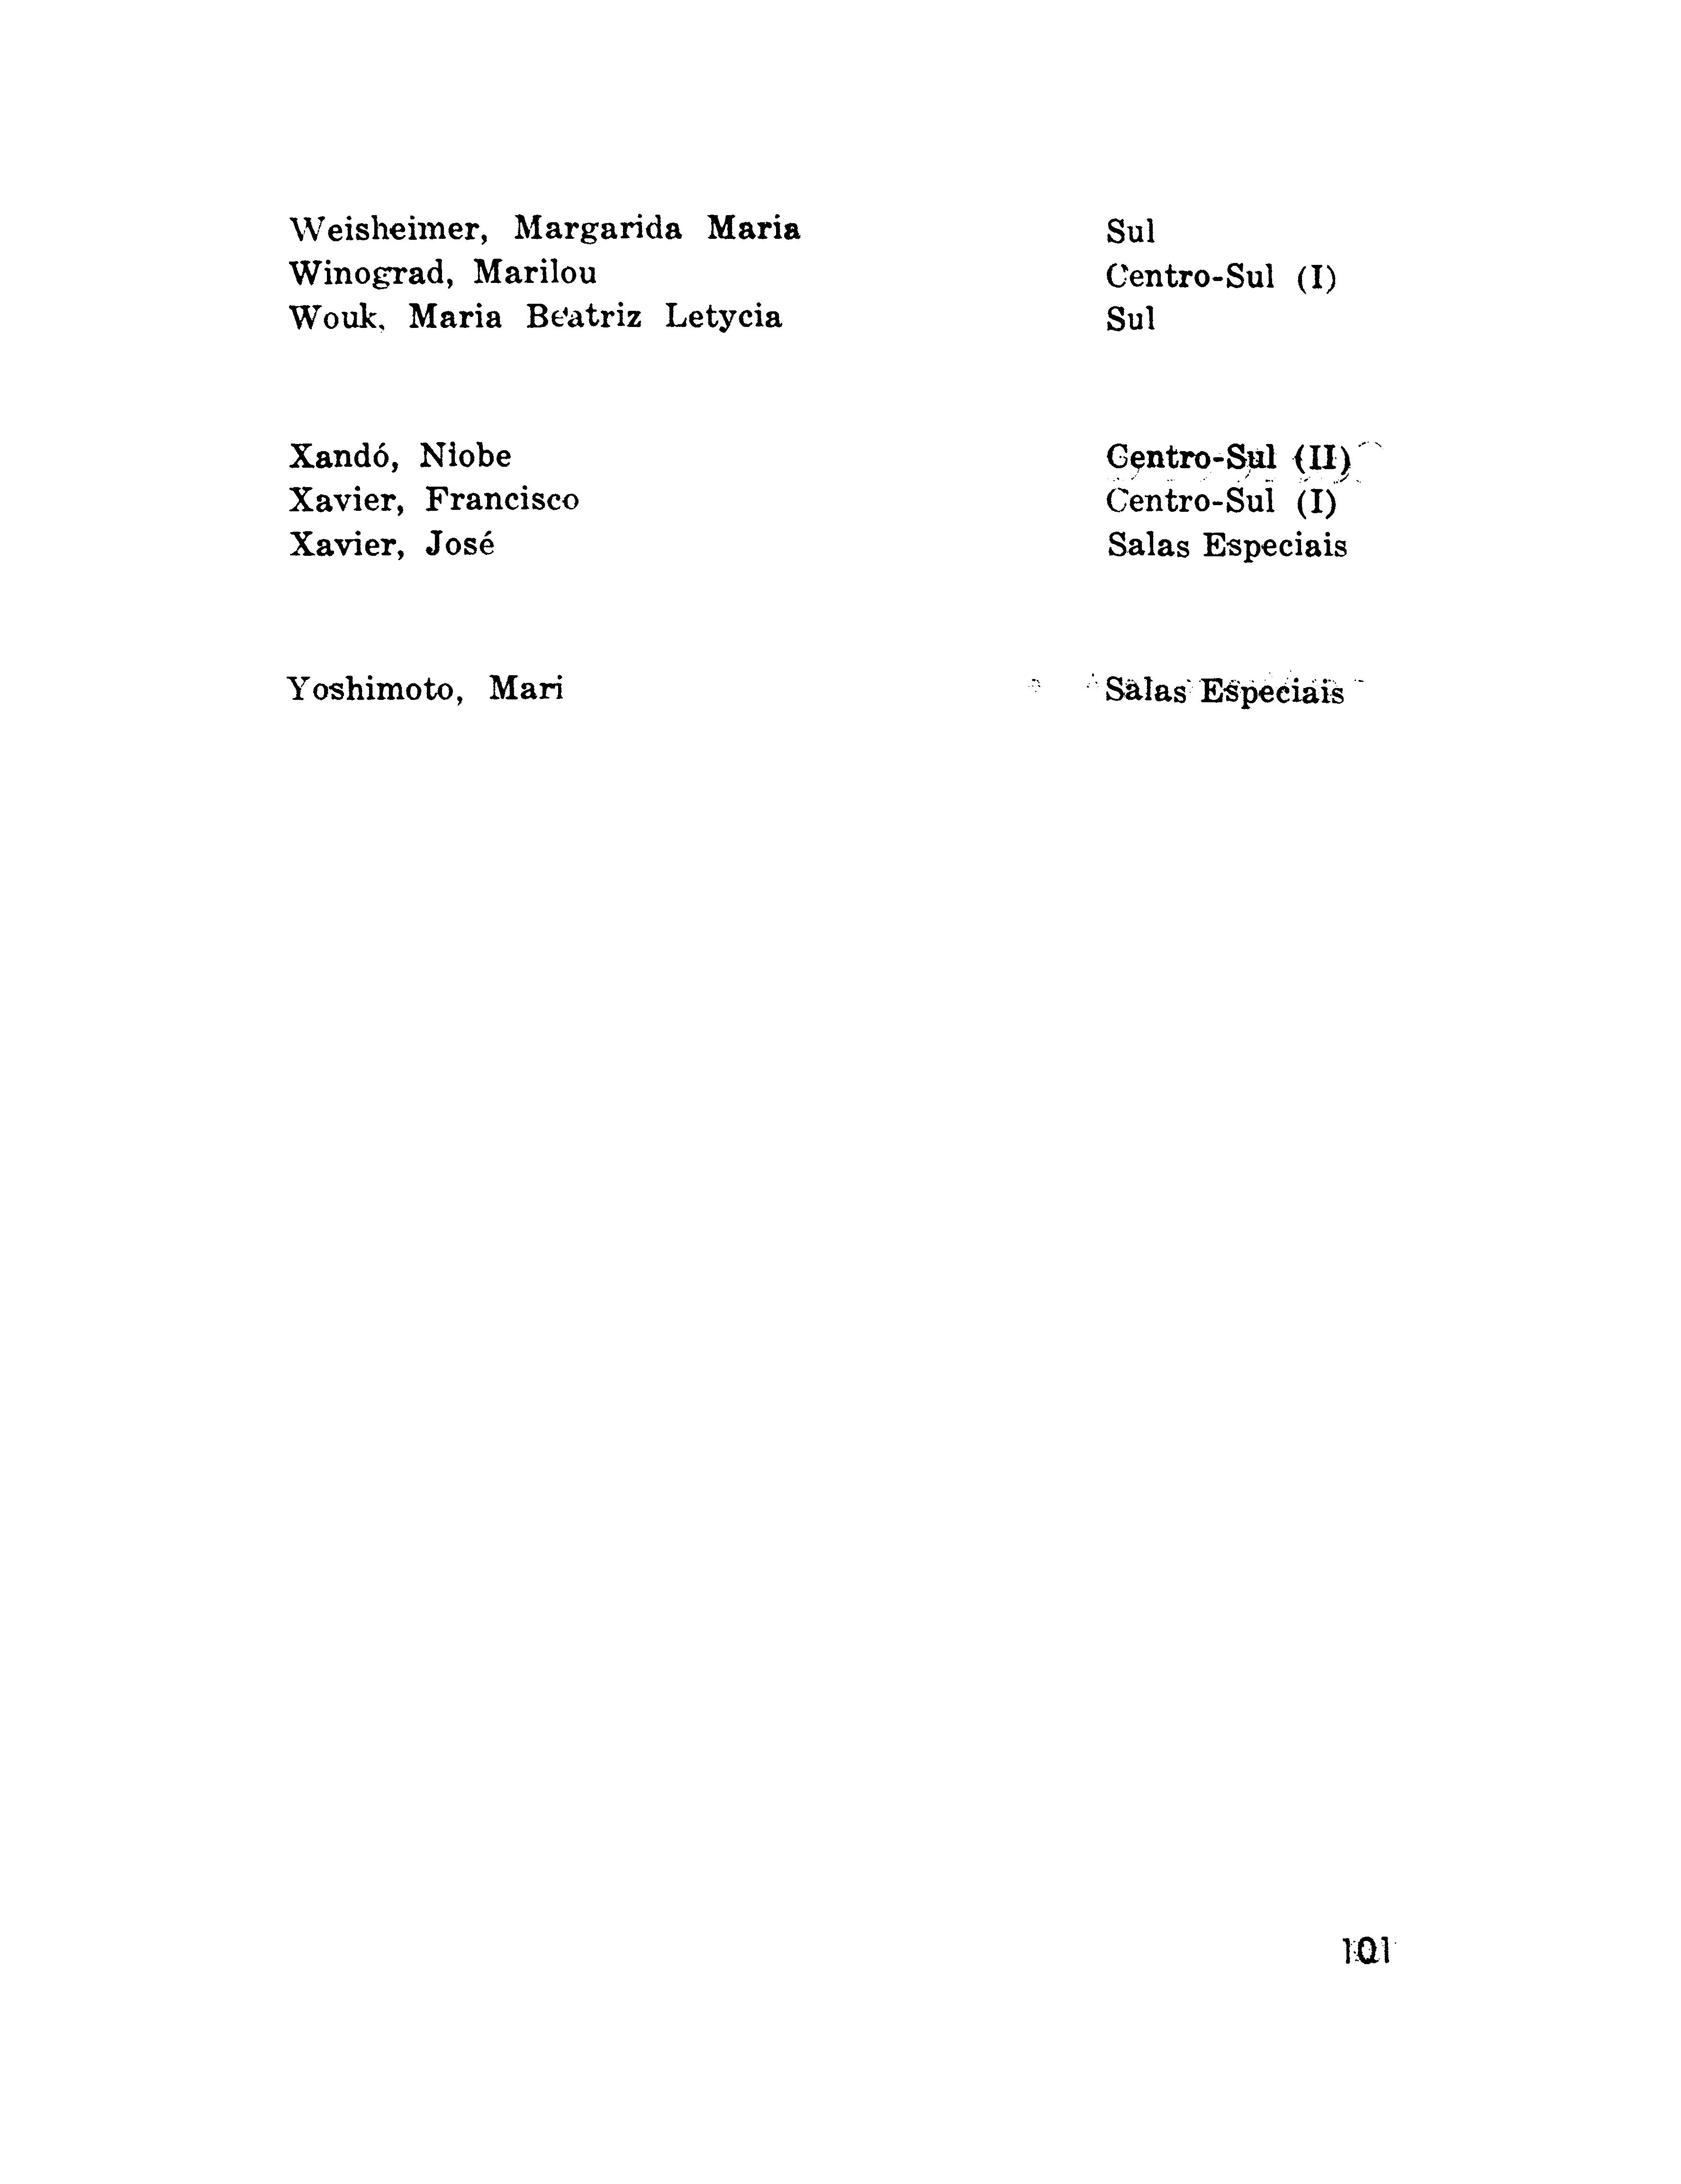 Weisheimer, Margarida Maria Sul
Winograd, Marilou Centro-Sul (I)
Wouk, Maria Beatriz Letycia Sul
Xandó, Niobe Centro-Sul (II)
Xavier, Francisco Centro-Sul (I)
Xavier, José Salas Especiais
Yoshimoto, Mari Salas Especiais
101